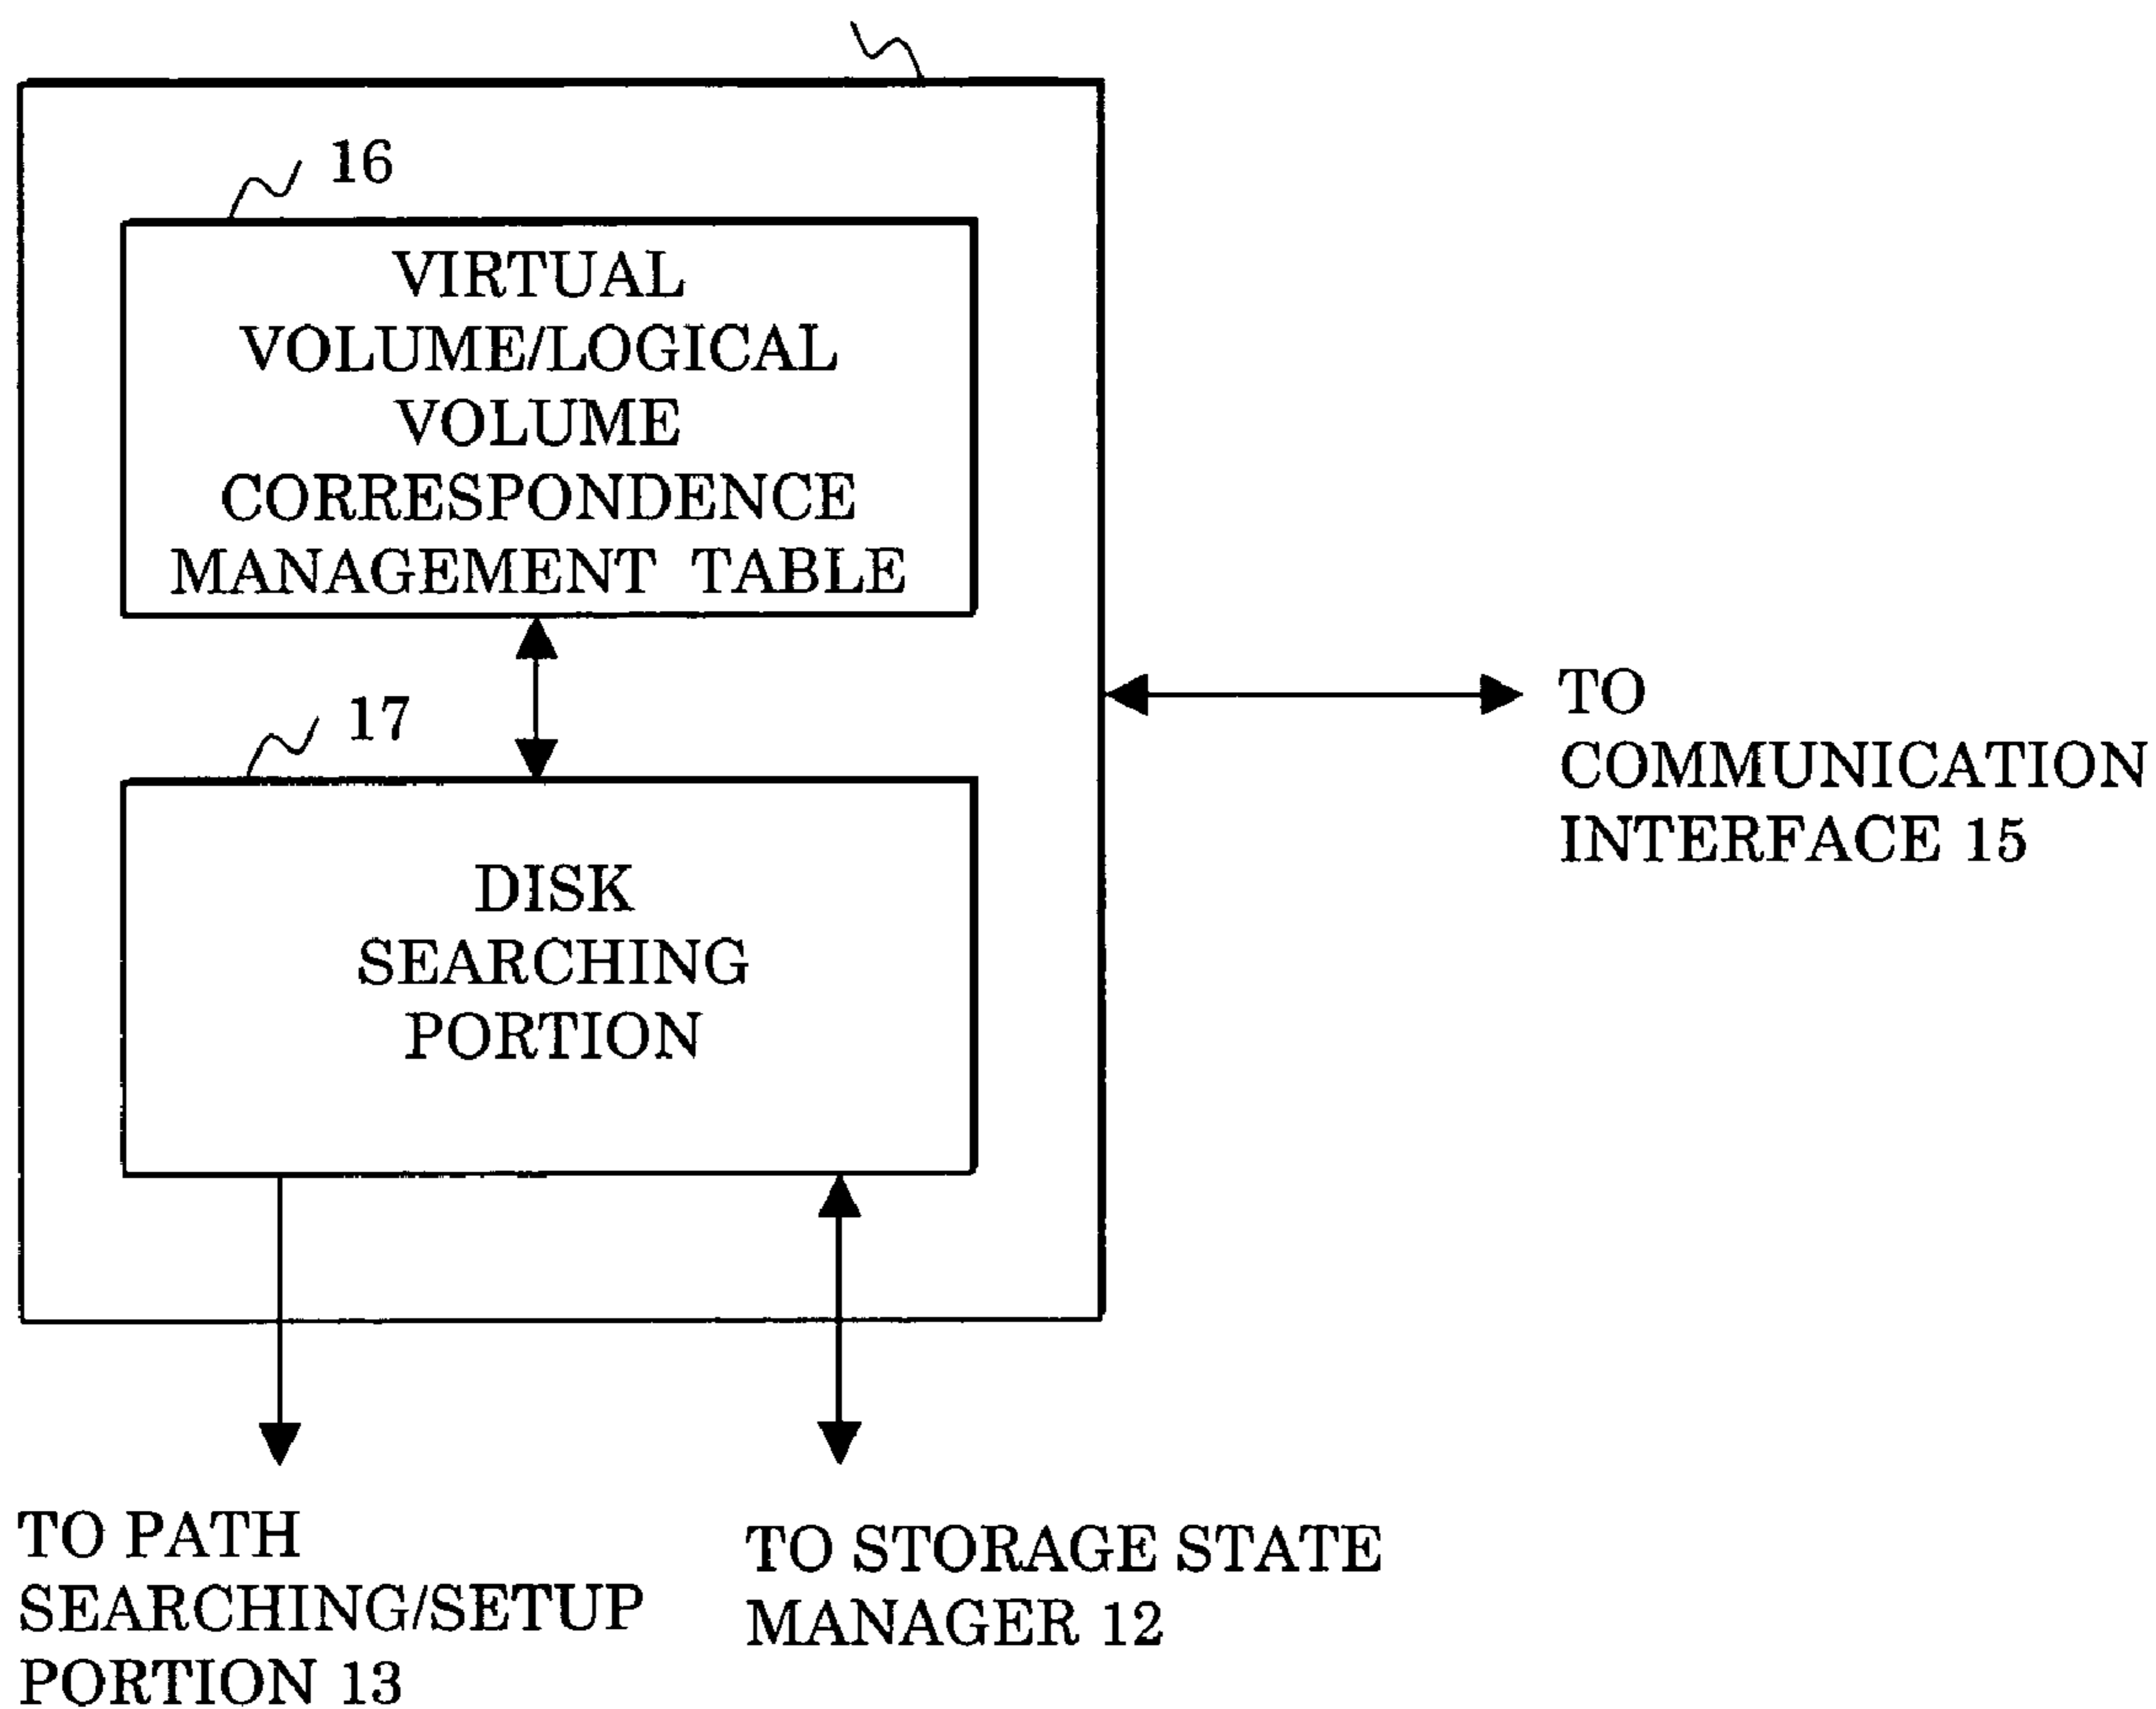 16
VIRTUAL
VOLUME/LOGICAL
VOLUME
CORRESPONDENCE
MANAGEMENT TABLE
17
DISK
SEARCHING
PORTION
TO
COMMUNICATION
INTERFACE 15
TO PATH
SEARCHING/SETUP
PORTION 13
TO STORAGE STATE
MANAGER 12